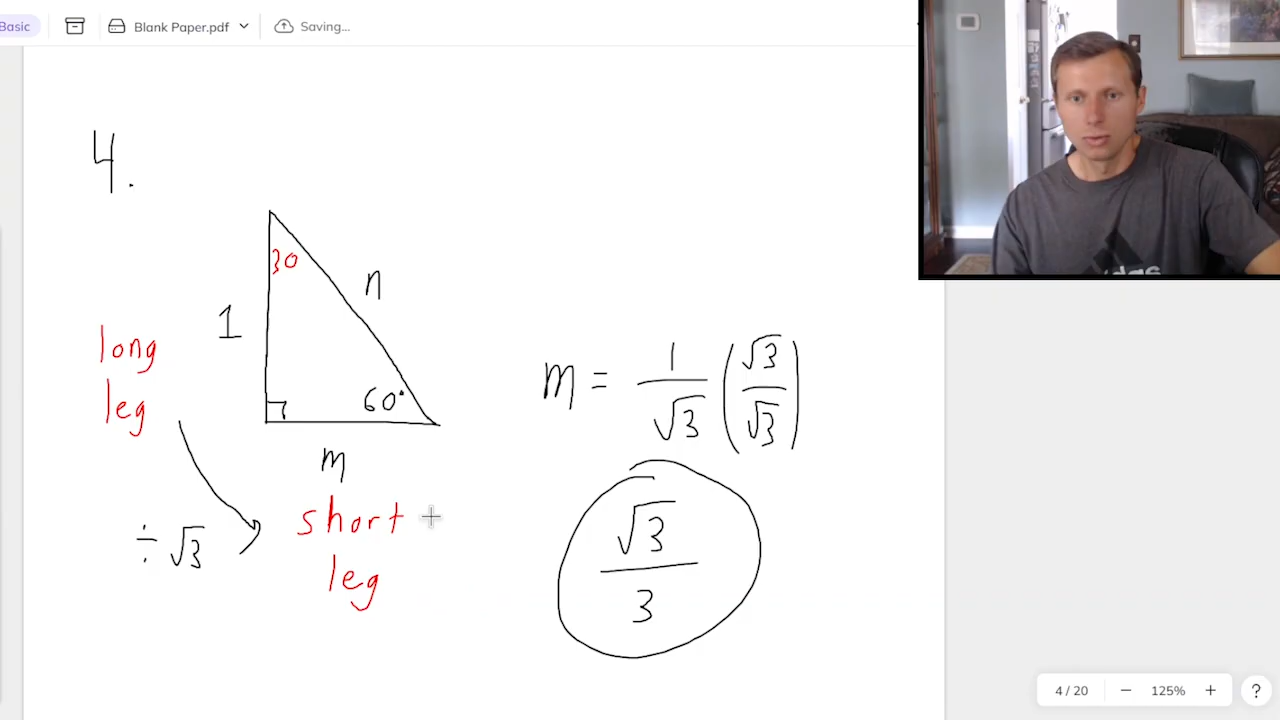 Basic
Blank Paper.pdf
Saving...
4.
30
n
1
60°
long
leg
m
÷ √3
short
leg
m = 1/√3 (√3/√3)
√3/3
4 / 20
125%
?